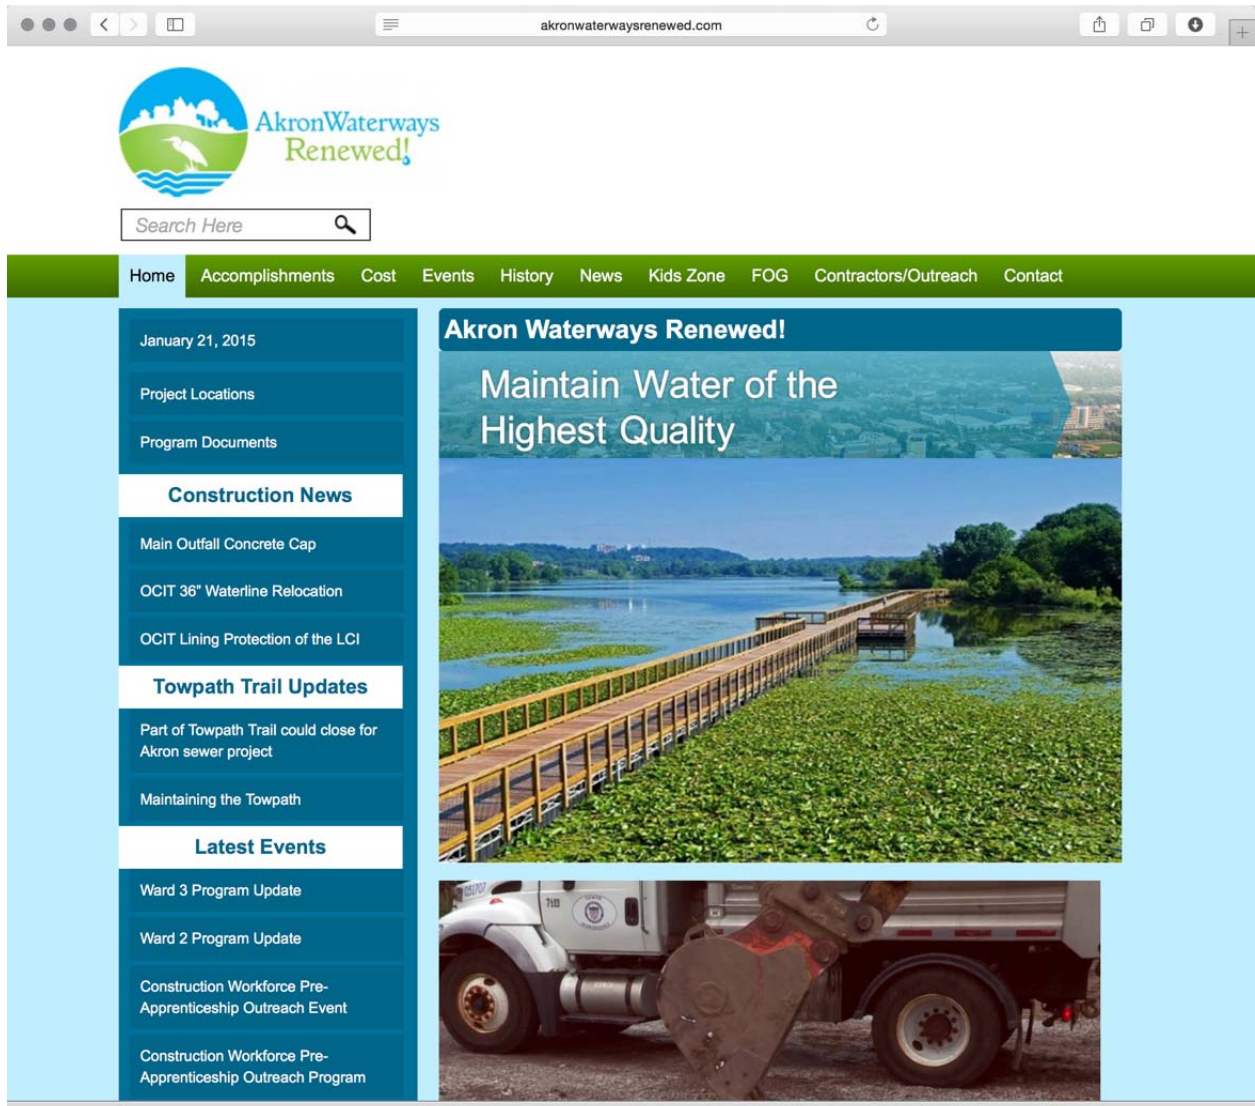 akronwaterwaysrenewed.com
AkronWaterways
Renewed!
Search Here
Home Accomplishments Cost Events History News Kids Zone FOG Contractors/Outreach Contact
January 21, 2015
Project Locations
Program Documents
Construction News
Main Outfall Concrete Cap
OCIT 36" Waterline Relocation
OCIT Lining Protection of the LCI
Towpath Trail Updates
Part of Towpath Trail could close for
Akron sewer project
Maintaining the Towpath
Latest Events
Ward 3 Program Update
Ward 2 Program Update
Construction Workforce Pre-
Apprenticeship Outreach Event
Construction Workforce Pre-
Apprenticeship Outreach Program
Akron Waterways Renewed!
Maintain Water of the
Highest Quality